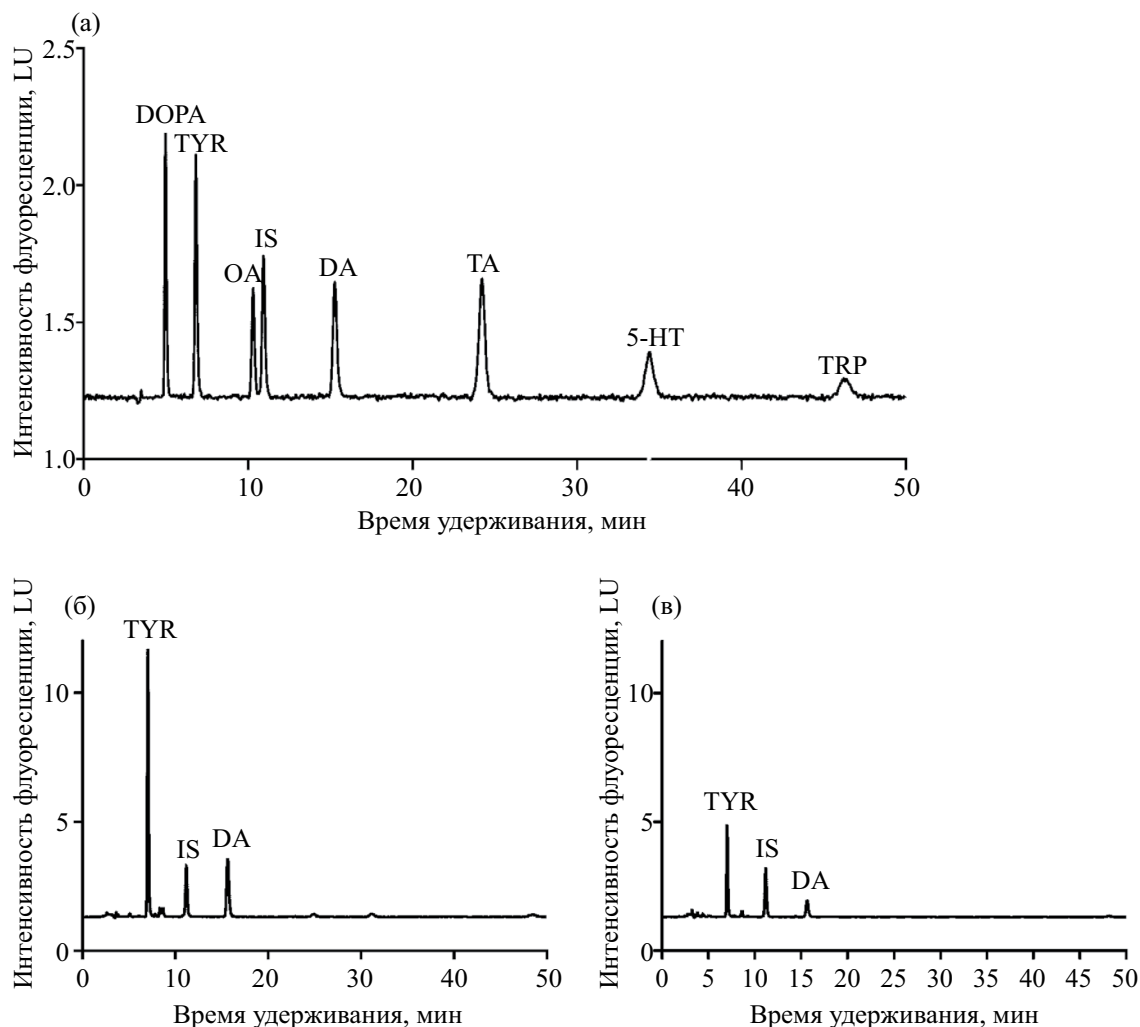 (а)
Интенсивность флуоресценции, LU
2.5
2.0
1.5
1.0
DOPA
TYR
OA
IS
DA
TA
5-HT
TRP
0 10 20 30 40 50
Время удерживания, мин
(б)
Интенсивность флуоресценции, LU
10
5
0
TYR
IS
DA
0 10 20 30 40 50
Время удерживания, мин
(в)
Интенсивность флуоресценции, LU
10
5
0
TYR
IS
DA
0 5 10 15 20 20 30 35 40 45 50
Время удерживания, мин